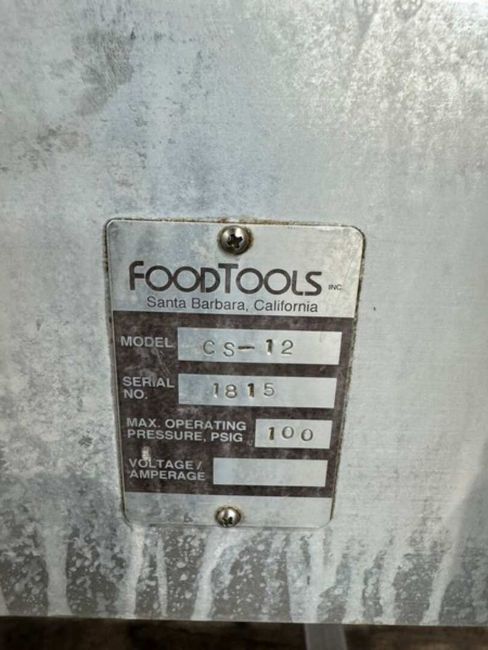 FOODTOOLS INC.
Santa Barbara, California
MODEL CS-12
SERIAL NO. 1815
MAX. OPERATING PRESSURE, PSIG 100
VOLTAGE / AMPERAGE